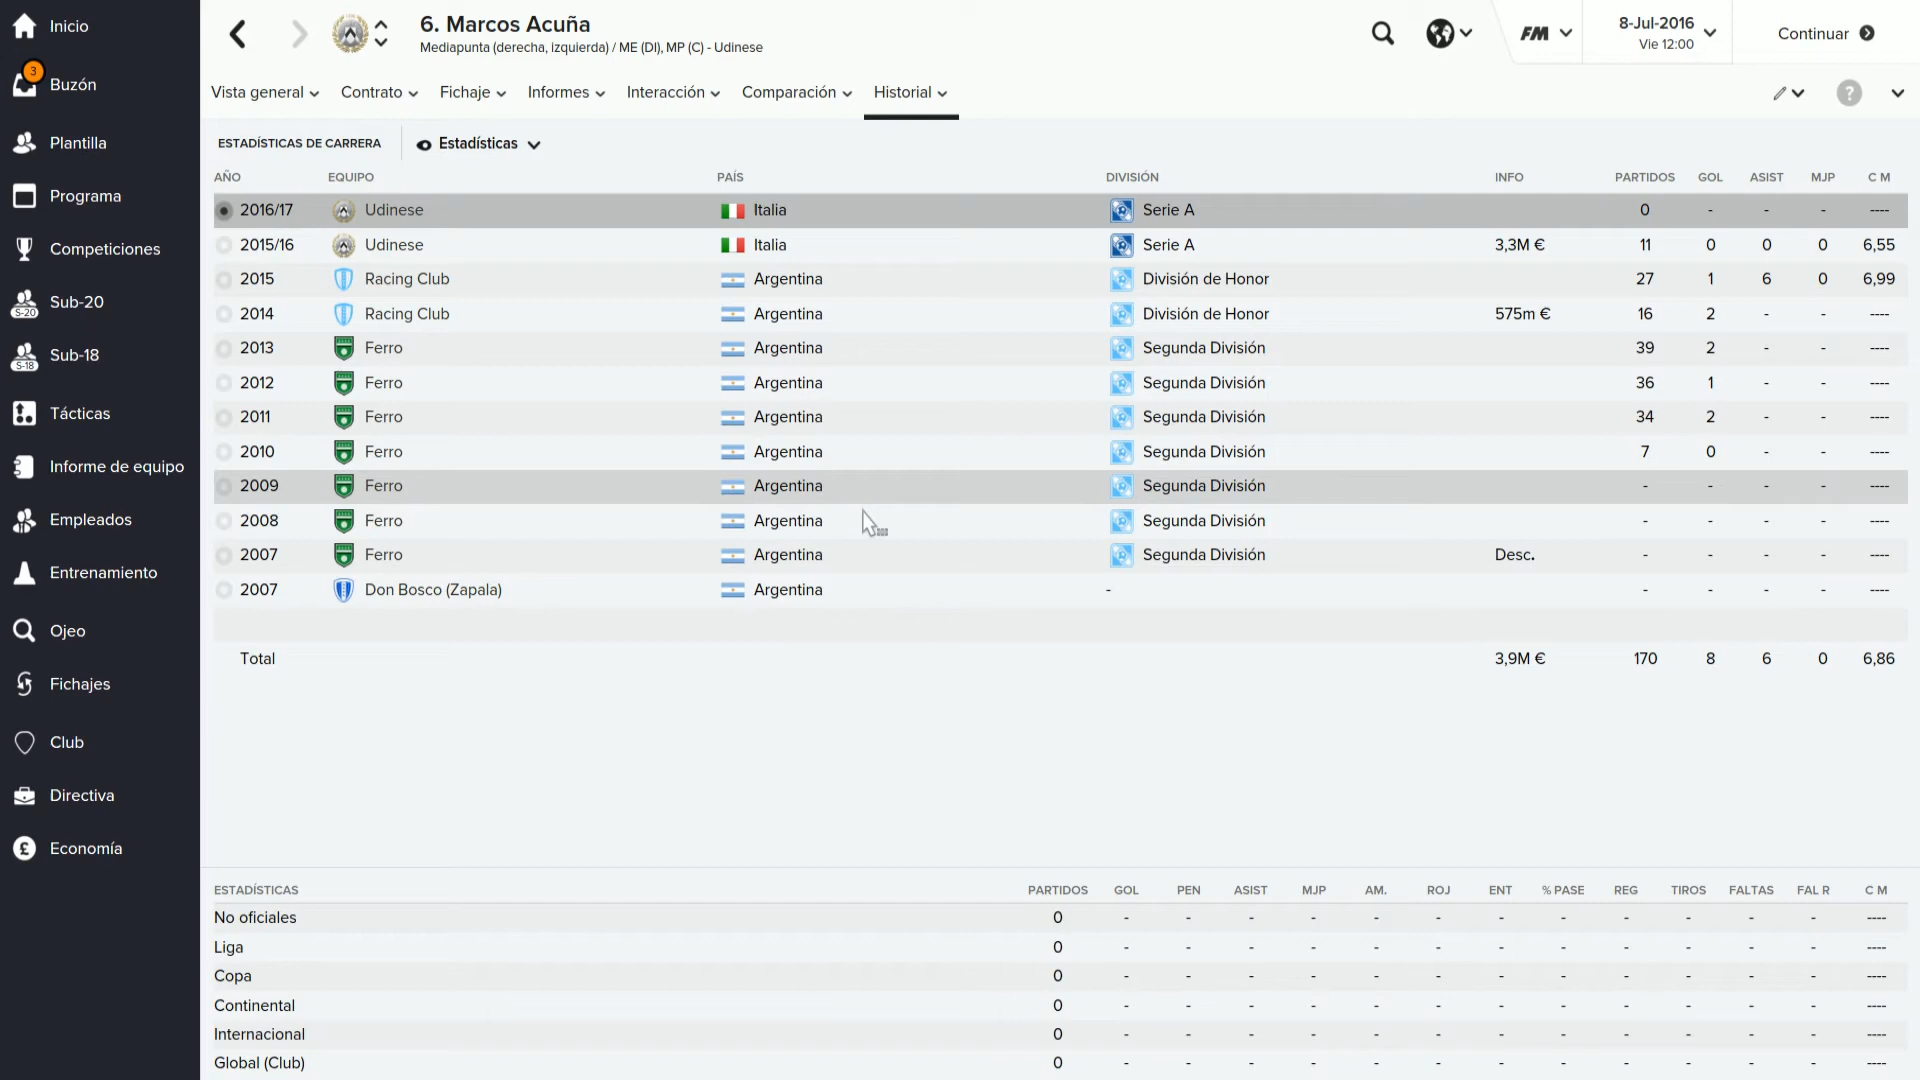 Inicio
3
Buzón
Plantilla
Programa
Competiciones
S-20
Sub-20
S-18
Sub-18
Tácticas
Informe de equipo
Empleados
Entrenamiento
Ojeo
Fichajes
Club
Directiva
£
Economía
6. Marcos Acuña
Mediapunta (derecha, izquierda) / ME (DI), MP (C) - Udinese
FM
8-Jul-2016
Vie 12:00
Continuar
Vista general Contrato Fichaje Informes Interacción Comparación Historial
?
ESTADÍSTICAS DE CARRERA Estadísticas
AÑO EQUIPO PAÍS DIVISIÓN INFO PARTIDOS GOL ASIST MJP C M
2016/17 Udinese Italia Serie A 0 - - - ----
2015/16 Udinese Italia Serie A 3,3M € 11 0 0 0 6,55
2015 Racing Club Argentina División de Honor 27 1 6 0 6,99
2014 Racing Club Argentina División de Honor 575m € 16 2 - - ----
2013 Ferro Argentina Segunda División 39 2 - - ----
2012 Ferro Argentina Segunda División 36 1 - - ----
2011 Ferro Argentina Segunda División 34 2 - - ----
2010 Ferro Argentina Segunda División 7 0 - - ----
2009 Ferro Argentina Segunda División - - - - ----
2008 Ferro Argentina Segunda División - - - - ----
2007 Ferro Argentina Segunda División Desc. - - - - ----
2007 Don Bosco (Zapala) Argentina - - - - - ----
Total 3,9M € 170 8 6 0 6,86
ESTADÍSTICAS PARTIDOS GOL PEN ASIST MJP AM. ROJ ENT % PASE REG TIROS FALTAS FAL R C M
No oficiales 0 - - - - - - - - - - - - ----
Liga 0 - - - - - - - - - - - - ----
Copa 0 - - - - - - - - - - - - ----
Continental 0 - - - - - - - - - - - - ----
Internacional 0 - - - - - - - - - - - - ----
Global (Club) 0 - - - - - - - - - - - - ----